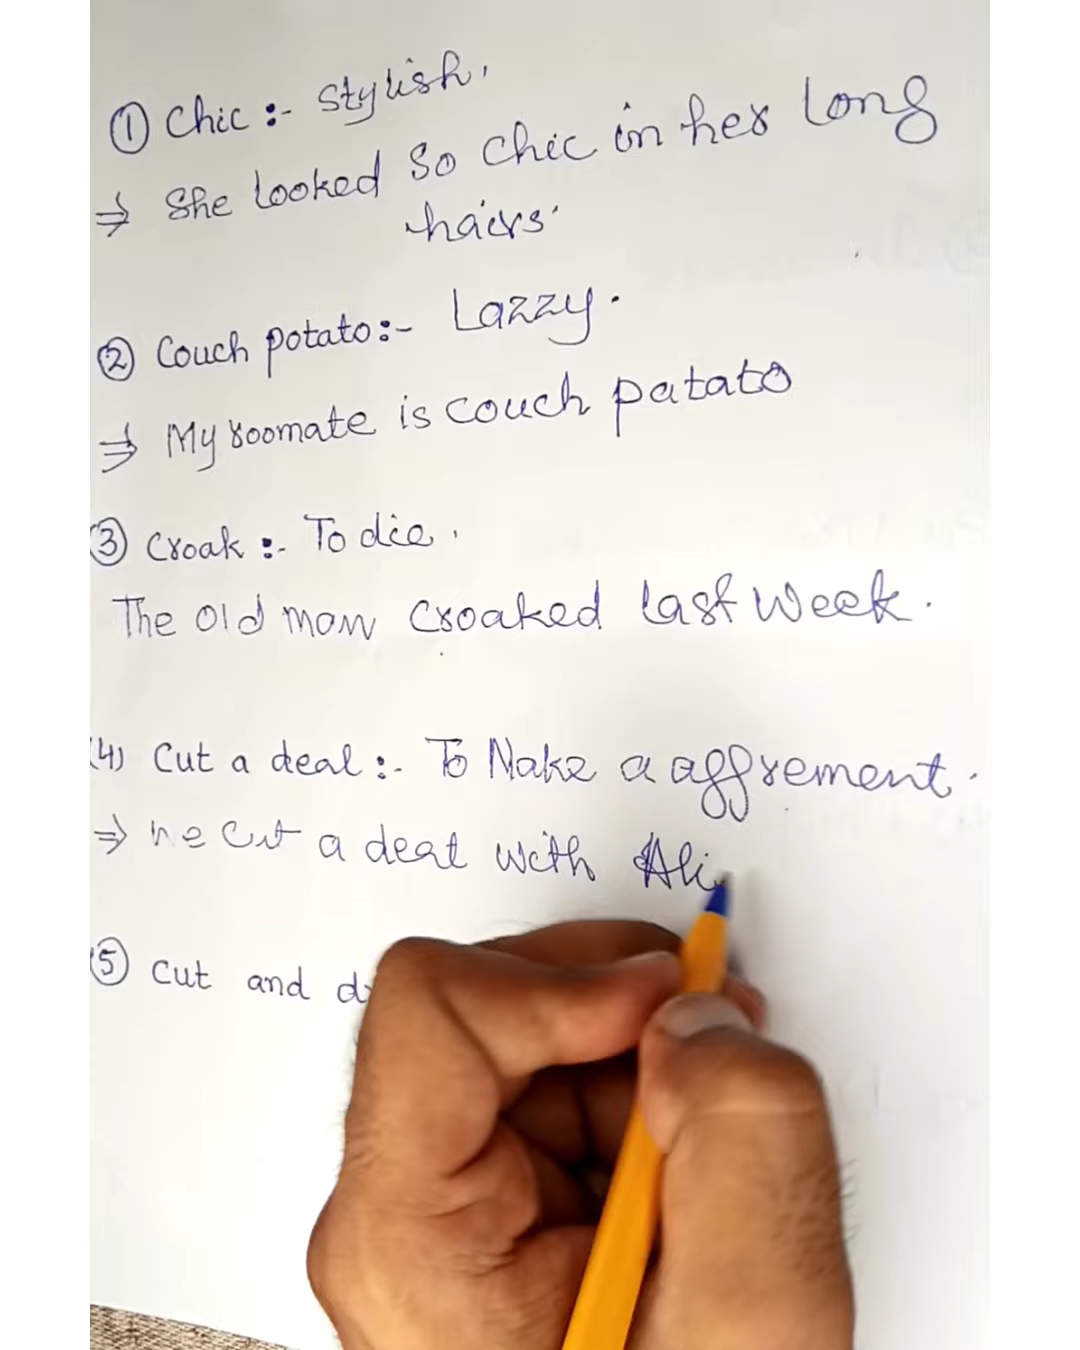 ① Chic :- Stylish.
⇒ She looked So Chic in her Long
hairs.
② Couch potato :- Lazzy.
⇒ My roomate is couch patato
③ Croak :- To die.
The Old man Croaked last Week.
(4) Cut a deal :- To Make a aggrement.
⇒ We Cut a deal with Ali
⑤ Cut and